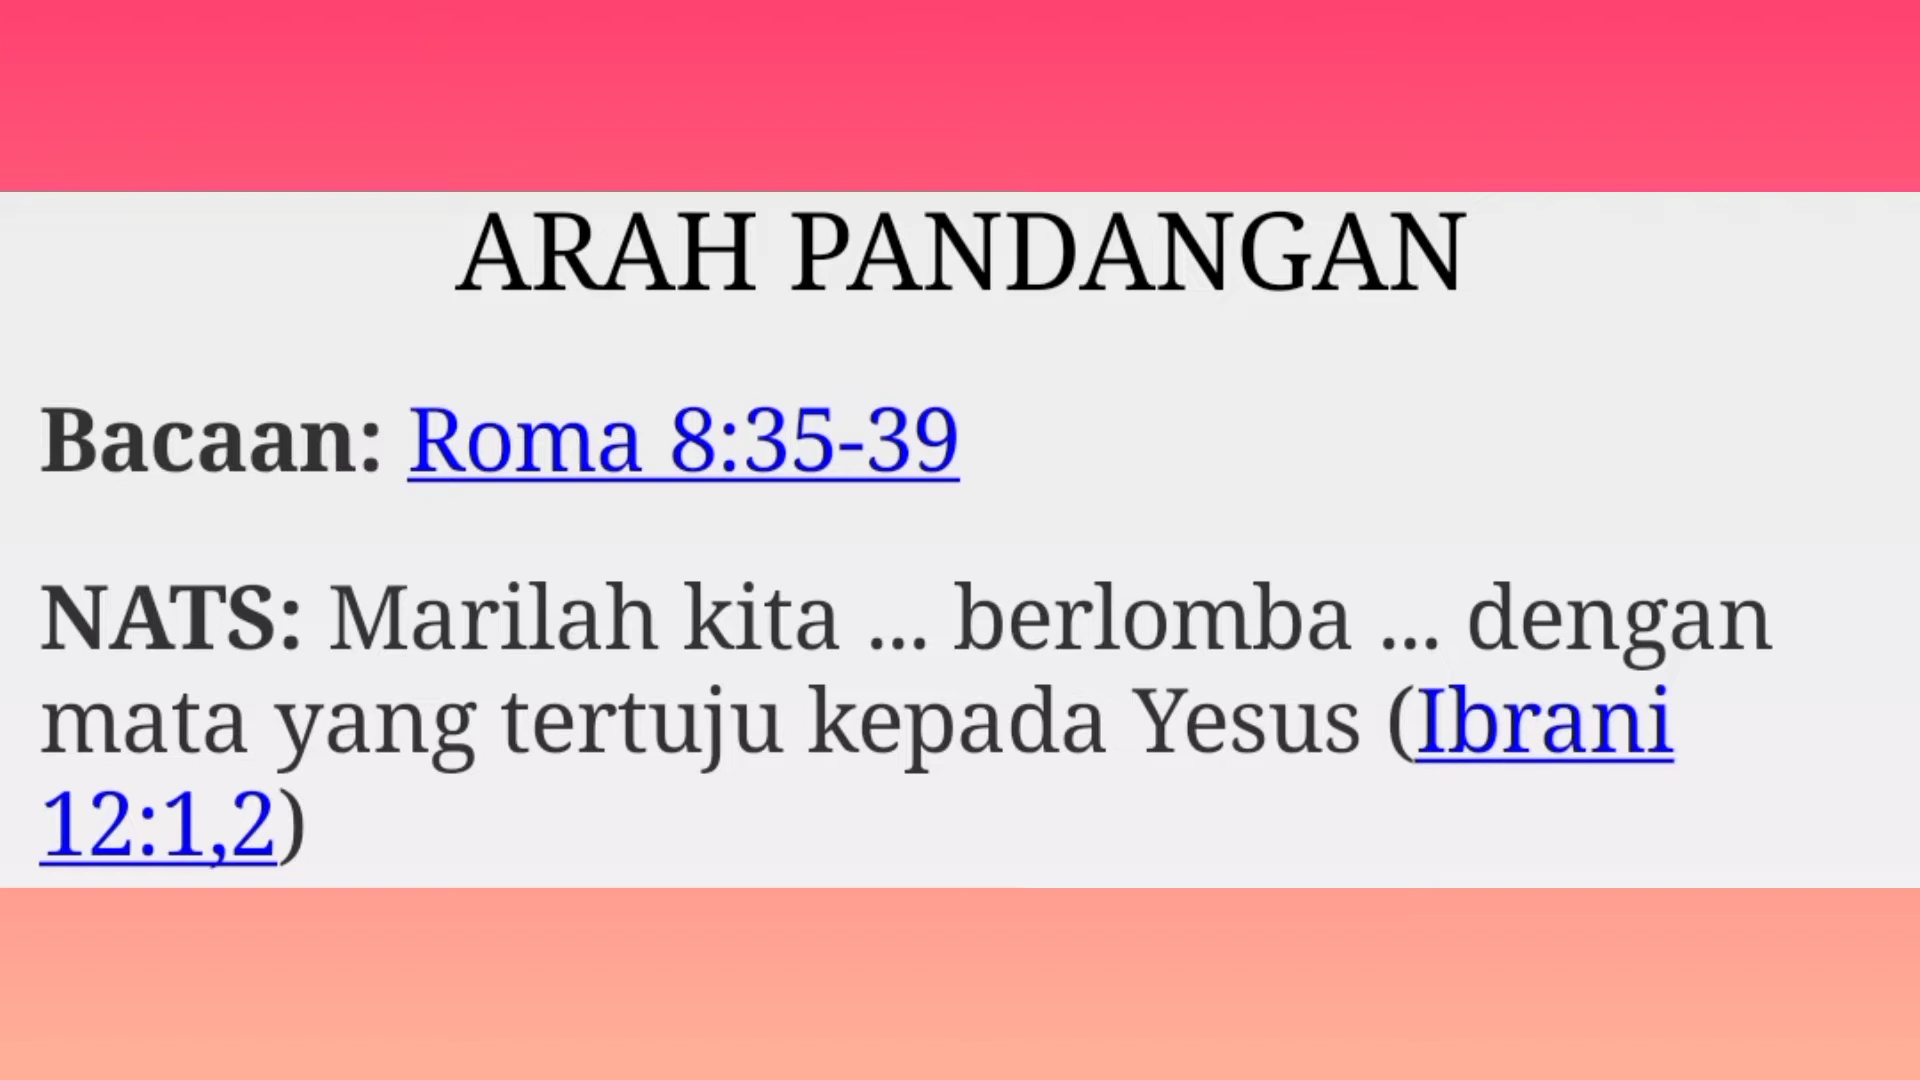 ARAH PANDANGAN
Bacaan: Roma 8:35-39
NATS: Marilah kita ... berlomba ... dengan
mata yang tertuju kepada Yesus (Ibrani
12:1,2)